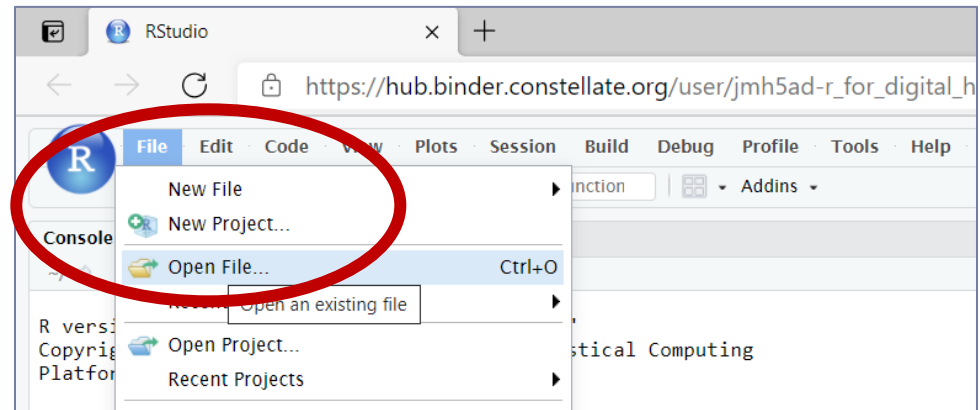 RStudio
https://hub.binder.constellate.org/user/jmh5ad-r_for_digital_h
R File Edit Code View Plots Session Build Debug Profile Tools Help
New File
Addins
R New Project...
Console
Open File... Ctrl+O
Open an existing file
R versi
Copyrig
Open Project...
stical Computing
Platfor
Recent Projects